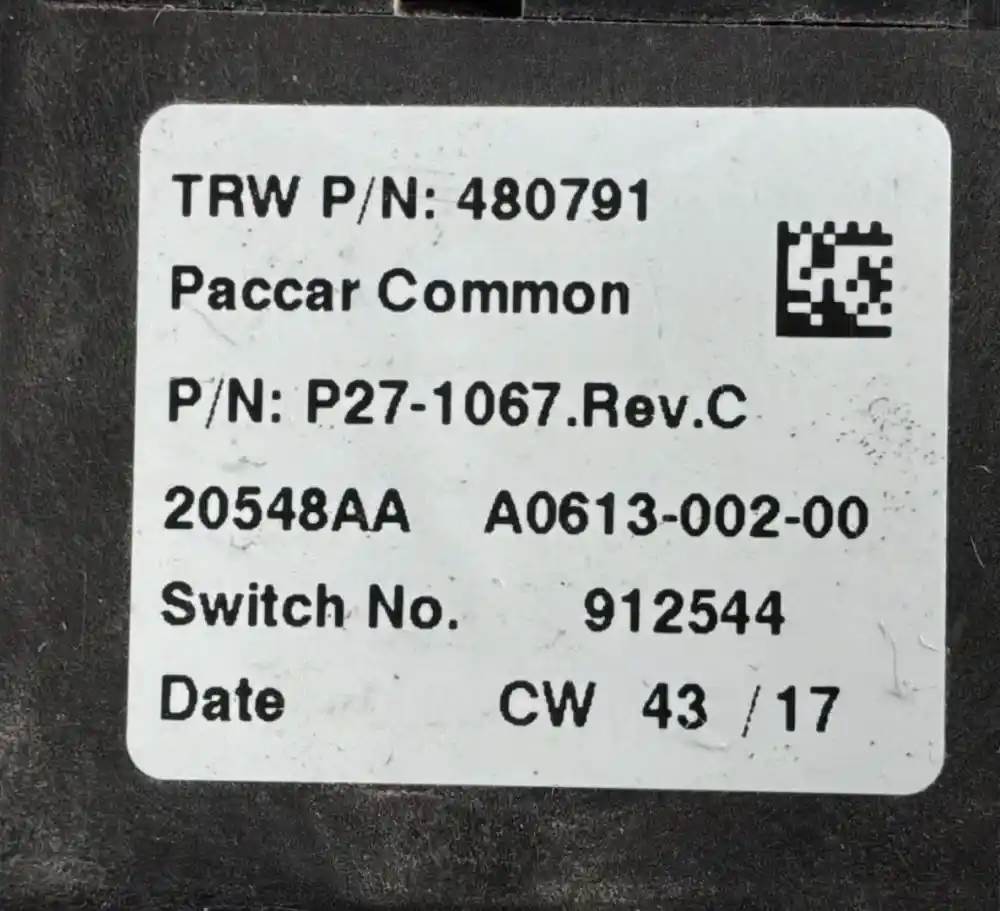 TRW P/N: 480791
Paccar Common
P/N: P27-1067.Rev.C
20548AA A0613-002-00
Switch No. 912544
Date CW 43 /17